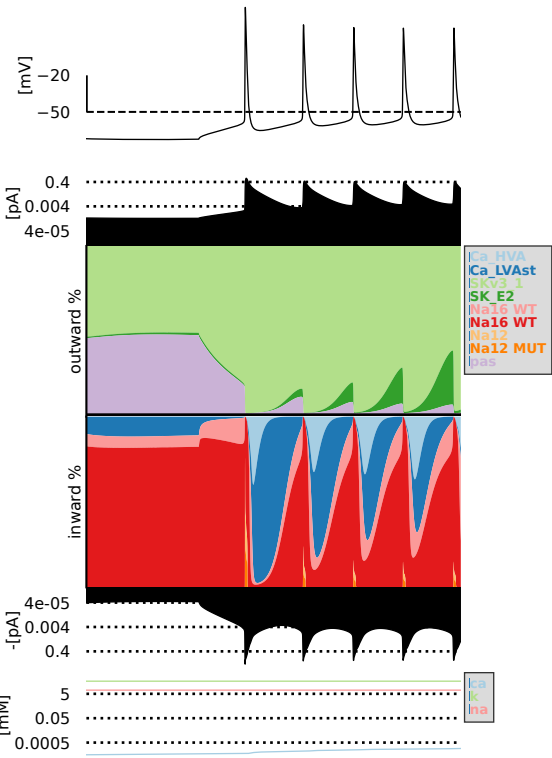 [mV]
−20
−50
[pA]
0.4
0.004
4e-05
outward %
Ca_HVA
Ca_LVAst
SKv3_1
SK_E2
Na16 WT
Na16 WT
Na12
Na12 MUT
pas
inward %
-[pA]
4e-05
0.004
0.4
[mM]
5
0.05
0.0005
ca
k
na